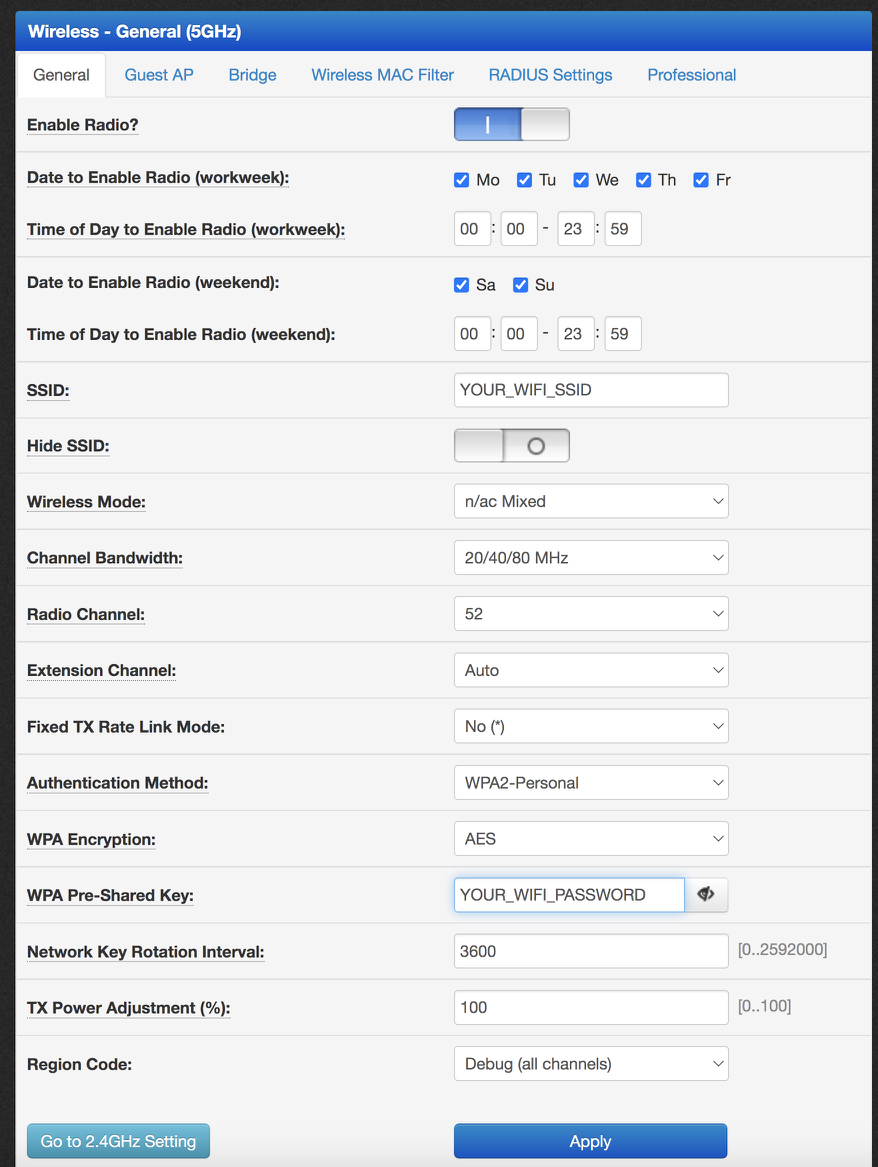 Wireless - General (5GHz)
General Guest AP Bridge Wireless MAC Filter RADIUS Settings Professional
Enable Radio?
Date to Enable Radio (workweek): Mo Tu We Th Fr
Time of Day to Enable Radio (workweek): 00 : 00 - 23 : 59
Date to Enable Radio (weekend): Sa Su
Time of Day to Enable Radio (weekend): 00 : 00 - 23 : 59
SSID: YOUR_WIFI_SSID
Hide SSID:
Wireless Mode: n/ac Mixed
Channel Bandwidth: 20/40/80 MHz
Radio Channel: 52
Extension Channel: Auto
Fixed TX Rate Link Mode: No (*)
Authentication Method: WPA2-Personal
WPA Encryption: AES
WPA Pre-Shared Key: YOUR_WIFI_PASSWORD
Network Key Rotation Interval: 3600 [0..2592000]
TX Power Adjustment (%): 100 [0..100]
Region Code: Debug (all channels)
Go to 2.4GHz Setting Apply